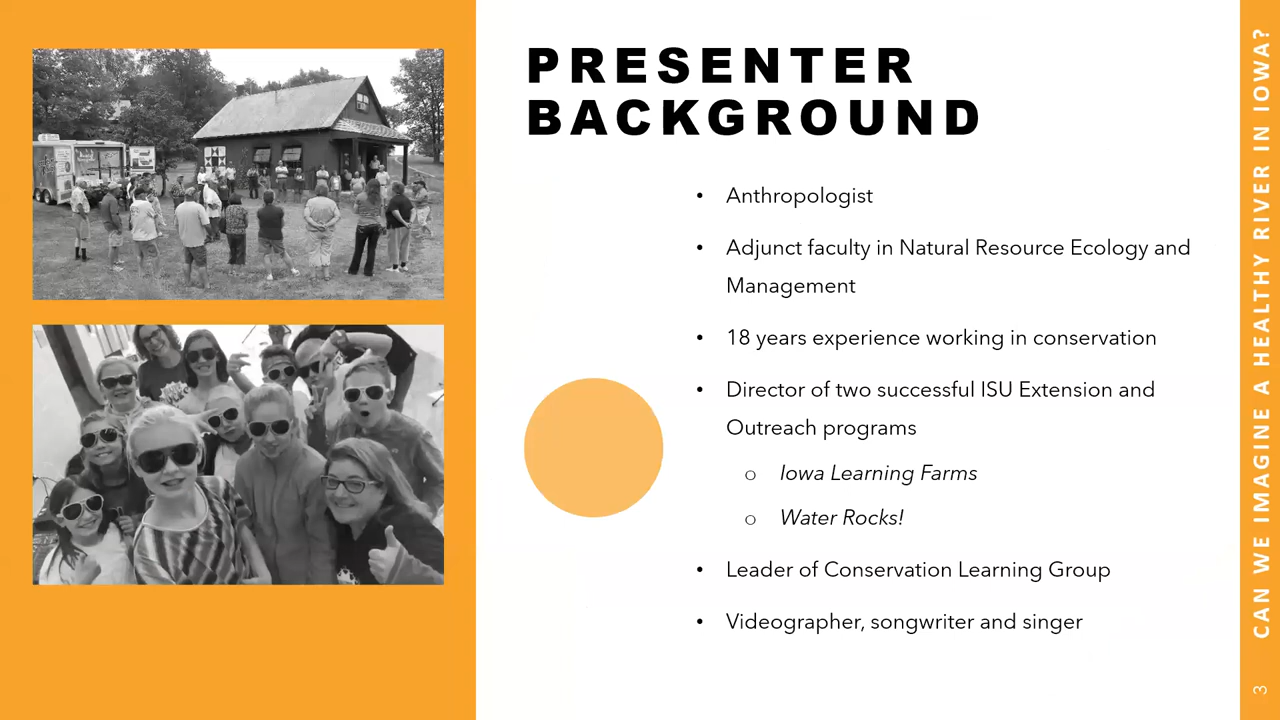 PRESENTER
BACKGROUND
• Anthropologist
• Adjunct faculty in Natural Resource Ecology and
Management
• 18 years experience working in conservation
• Director of two successful ISU Extension and
Outreach programs
o Iowa Learning Farms
o Water Rocks!
• Leader of Conservation Learning Group
• Videographer, songwriter and singer
CAN WE IMAGINE A HEALTHY RIVER IN IOWA?
3